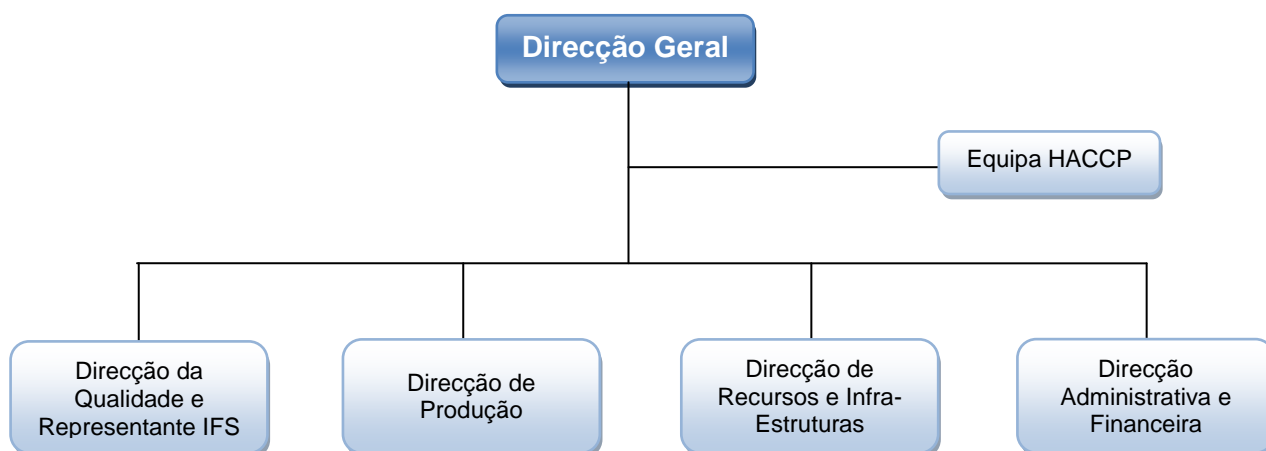 Direcção Geral
Equipa HACCP
Direcção da
Qualidade e
Representante IFS
Direcção de
Produção
Direcção de
Recursos e Infra-
Estruturas
Direcção
Administrativa e
Financeira